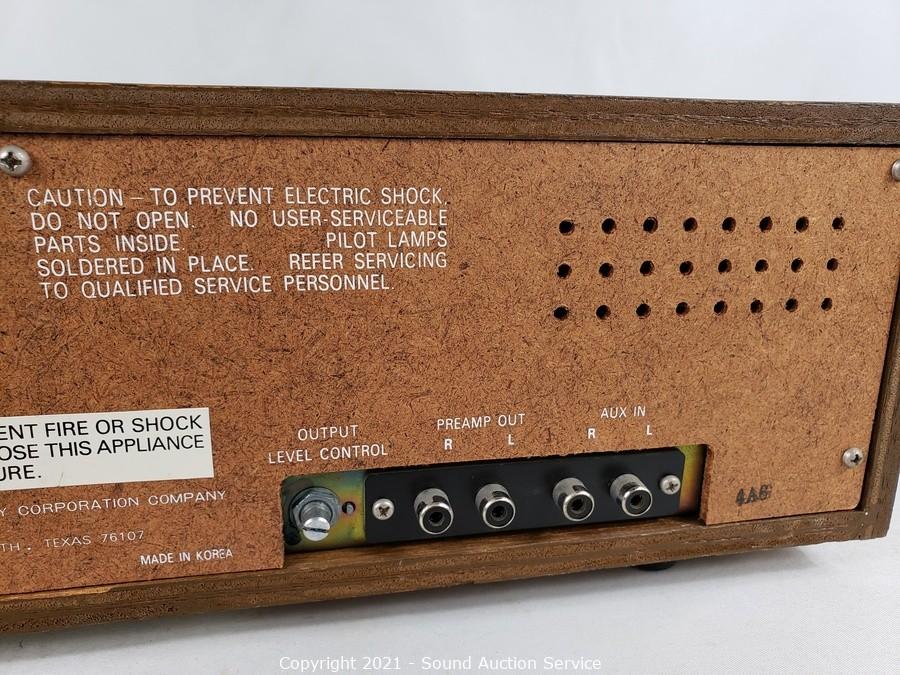 CAUTION – TO PREVENT ELECTRIC SHOCK,
DO NOT OPEN. NO USER-SERVICEABLE
PARTS INSIDE. PILOT LAMPS
SOLDERED IN PLACE. REFER SERVICING
TO QUALIFIED SERVICE PERSONNEL.
ENT FIRE OR SHOCK
OSE THIS APPLIANCE
URE.
Y CORPORATION COMPANY
TH, TEXAS 76107
MADE IN KOREA
OUTPUT
LEVEL CONTROL
PREAMP OUT
R L
AUX IN
R L
4A6
Copyright 2021 - Sound Auction Service